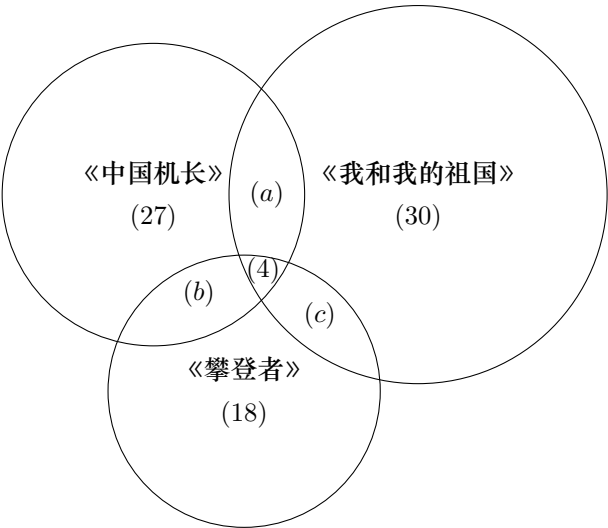 《中国机长》
(27)
《我和我的祖国》
(30)
(a)
(4)
(b)
(c)
《攀登者》
(18)